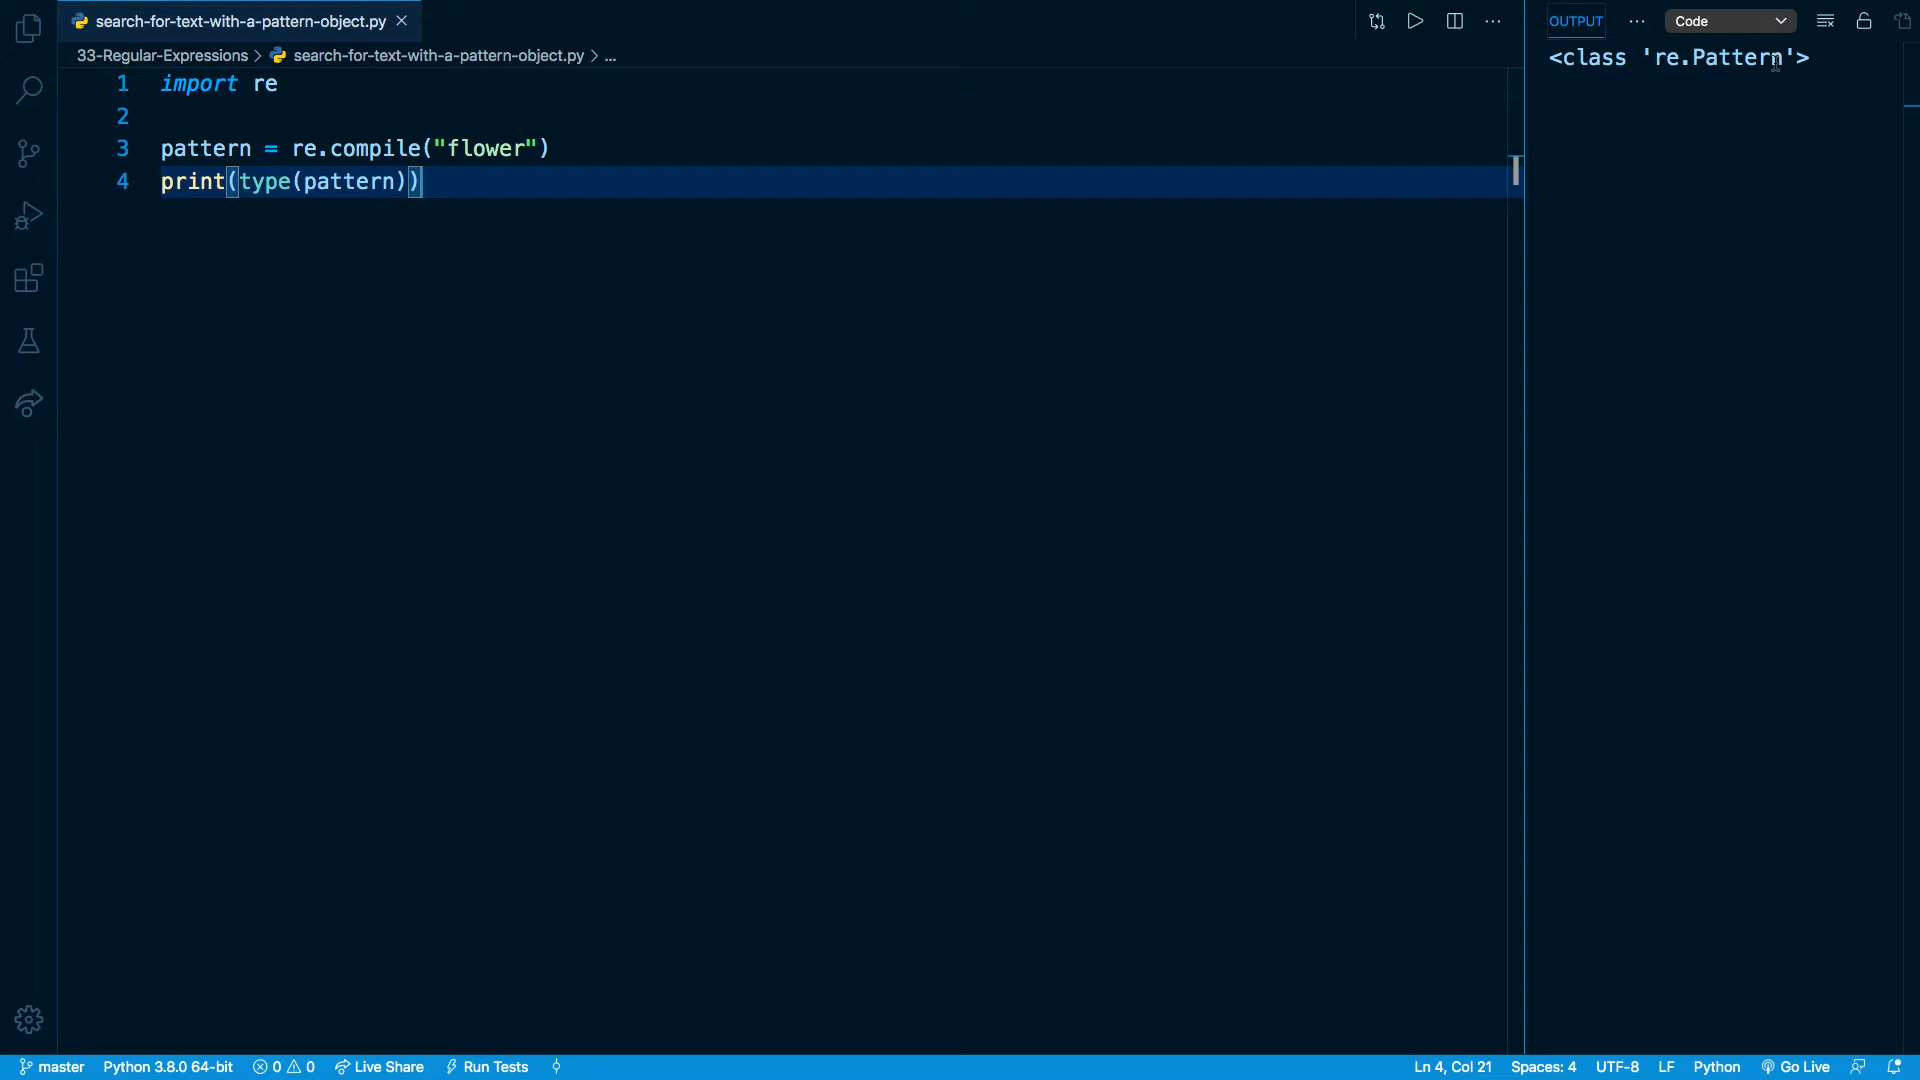 search-for-text-with-a-pattern-object.py
OUTPUT
Code
33-Regular-Expressions > search-for-text-with-a-pattern-object.py > ...
<class 're.Pattern'>
1 import re
2
3 pattern = re.compile("flower")
4 print(type(pattern))
master Python 3.8.0 64-bit 0 0 Live Share Run Tests Ln 4, Col 21 Spaces: 4 UTF-8 LF Python Go Live